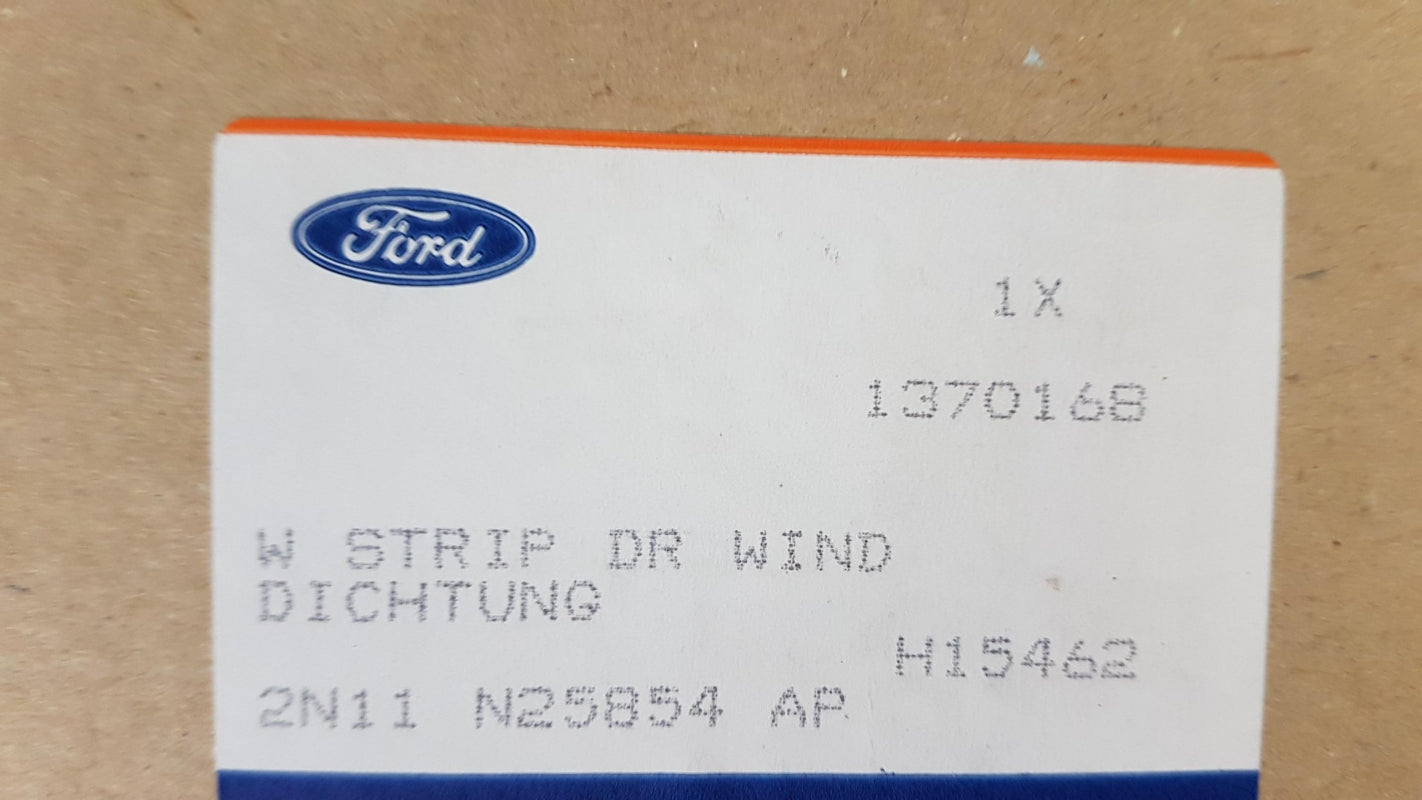 Ford
1X
1370168
W STRIP DR WIND
DICHTUNG
H15462
2N11 N25854 AP